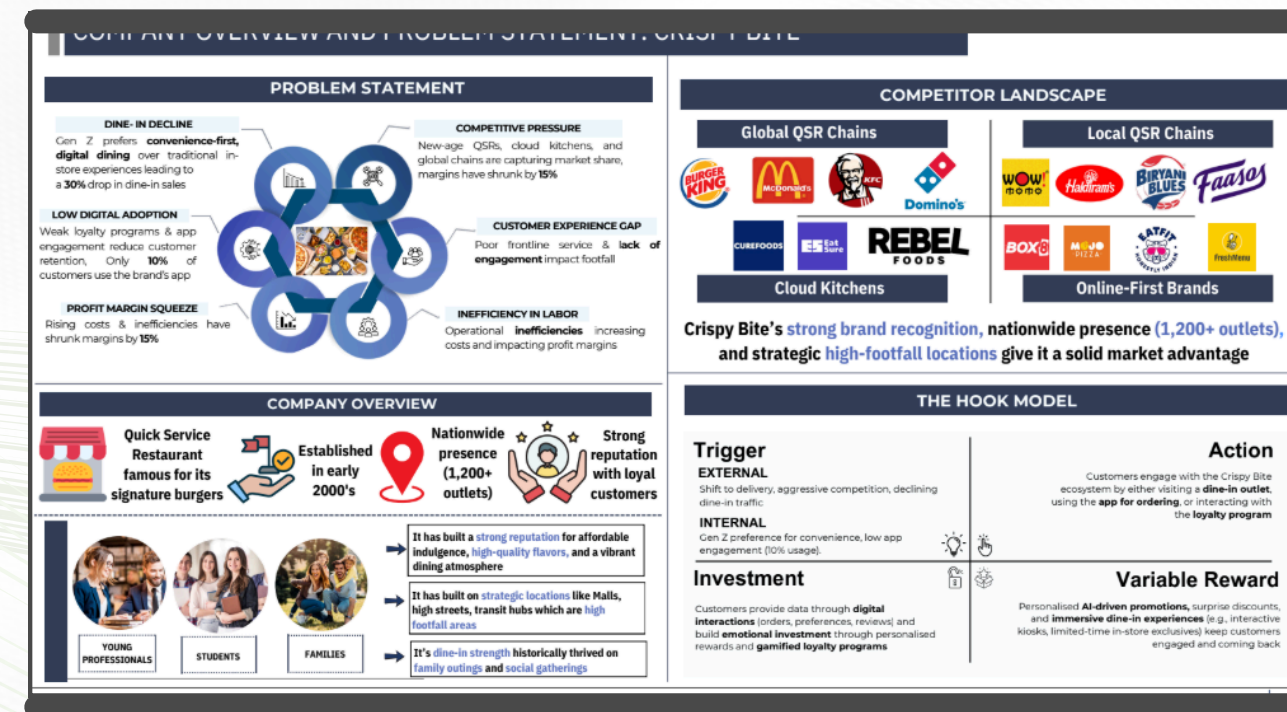 COMPANY OVERVIEW AND PROBLEM STATEMENT: CRISPY BITE
PROBLEM STATEMENT
DINE- IN DECLINE
Gen Z prefers convenience-first,
digital dining over traditional in-
store experiences leading to
a 30% drop in dine-in sales
LOW DIGITAL ADOPTION
Weak loyalty programs & app
engagement reduce customer
retention, Only 10% of
customers use the brand's app
PROFIT MARGIN SQUEEZE
Rising costs & inefficiencies have
shrunk margins by 15%
COMPETITIVE PRESSURE
New-age QSRs, cloud kitchens, and
global chains are capturing market share,
margins have shrunk by 15%
CUSTOMER EXPERIENCE GAP
Poor frontline service & lack of
engagement impact footfall
INEFFICIENCY IN LABOR
Operational inefficiencies increasing
costs and impacting profit margins
COMPANY OVERVIEW
Quick Service
Restaurant
famous for its
signature burgers
Established
in early
2000's
Nationwide
presence
(1,200+
outlets)
Strong
reputation
with loyal
customers
YOUNG
PROFESSIONALS
STUDENTS
FAMILIES
It has built a strong reputation for affordable
indulgence, high-quality flavors, and a vibrant
dining atmosphere
It has built on strategic locations like Malls,
high streets, transit hubs which are high
footfall areas
It's dine-in strength historically thrived on
family outings and social gatherings
COMPETITOR LANDSCAPE
Global QSR Chains
BURGER
KING
McDonald's
KFC
Domino's
Local QSR Chains
WOW!
MOMO
Haldiram's
BIRYANI
BLUES
Faasos
CUREFOODS
ES Eat
Sure
REBEL
FOODS
Cloud Kitchens
BOX8
MOJO
PIZZA
EATFIT
HONESTLY INDIAN
FreshMenu
Online-First Brands
Crispy Bite's strong brand recognition, nationwide presence (1,200+ outlets),
and strategic high-footfall locations give it a solid market advantage
THE HOOK MODEL
Trigger
EXTERNAL
Shift to delivery, aggressive competition, declining
dine-in traffic
INTERNAL
Gen Z preference for convenience, low app
engagement (10% usage).
Action
Customers engage with the Crispy Bite
ecosystem by either visiting a dine-in outlet,
using the app for ordering, or interacting with
the loyalty program
Investment
Customers provide data through digital
interactions (orders, preferences, reviews) and
build emotional investment through personalised
rewards and gamified loyalty programs
Variable Reward
Personalised AI-driven promotions, surprise discounts,
and immersive dine-in experiences (e.g., interactive
kiosks, limited-time in-store exclusives) keep customers
engaged and coming back